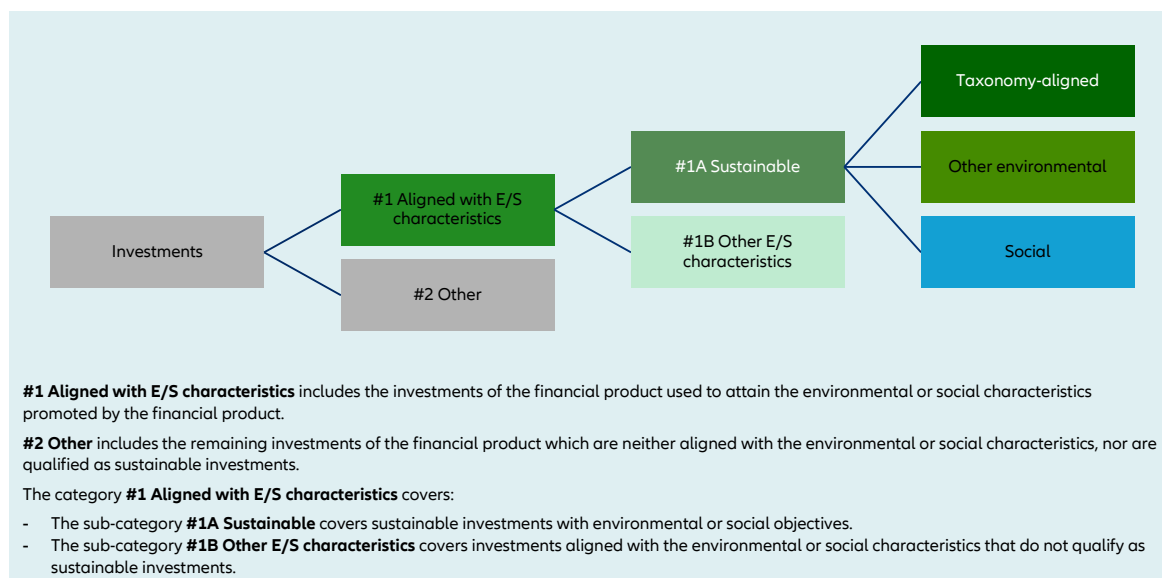 Taxonomy-aligned
#1A Sustainable
Other environmental
#1 Aligned with E/S
characteristics
Investments
#1B Other E/S
characteristics
Social
#2 Other
#1 Aligned with E/S characteristics includes the investments of the financial product used to attain the environmental or social characteristics
promoted by the financial product.
#2 Other includes the remaining investments of the financial product which are neither aligned with the environmental or social characteristics, nor are
qualified as sustainable investments.
The category #1 Aligned with E/S characteristics covers:
- The sub-category #1A Sustainable covers sustainable investments with environmental or social objectives.
- The sub-category #1B Other E/S characteristics covers investments aligned with the environmental or social characteristics that do not qualify as
sustainable investments.